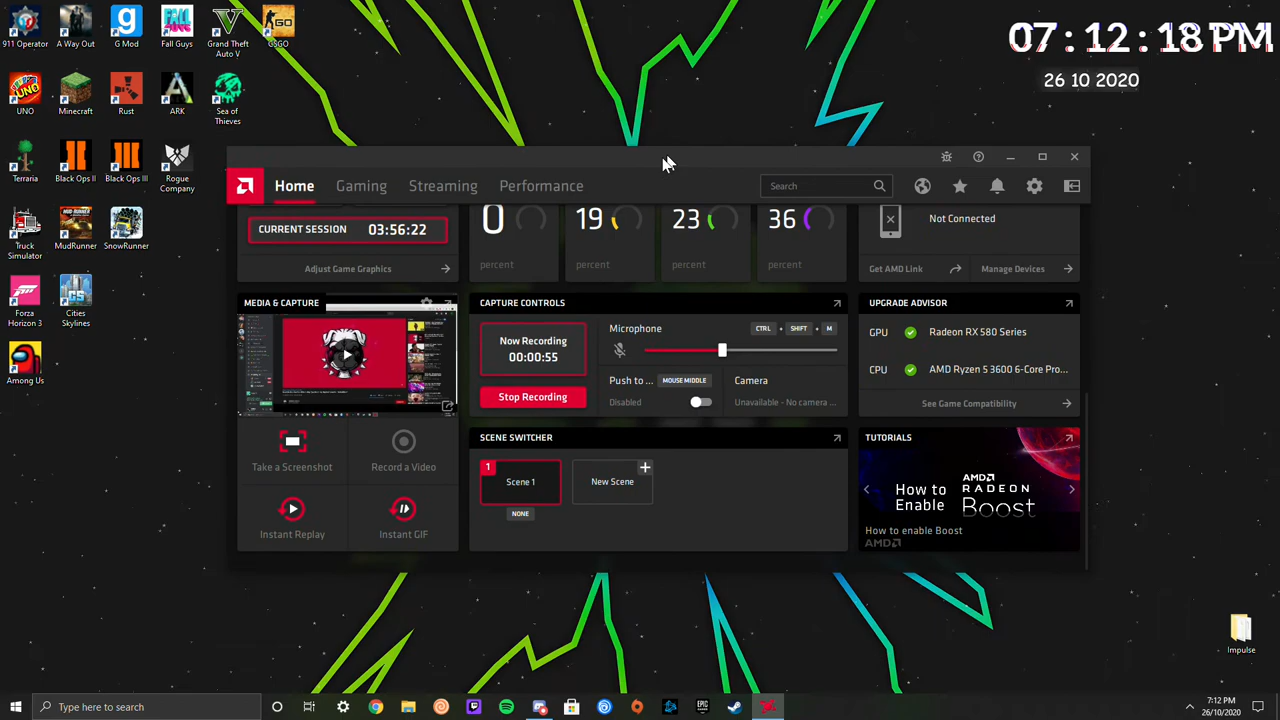 07 : 12 : 18 PM
26 10 2020
911 Operator
A Way Out
G Mod
Fall Guys
Grand Theft
Auto V
CSGO
UNO
Minecraft
Rust
ARK
Sea of
Thieves
Terraria
Black Ops II
Black Ops III
Rogue
Company
Truck
Simulator
MudRunner
SnowRunner
Forza
Horizon 3
Cities
Skylines
Among Us
Home
Gaming
Streaming
Performance
Search
CURRENT SESSION
03:56:22
Adjust Game Graphics
0
19
23
36
percent
percent
percent
percent
Not Connected
Get AMD Link
Manage Devices
MEDIA & CAPTURE
Take a Screenshot
Record a Video
Instant Replay
Instant GIF
CAPTURE CONTROLS
Now Recording
00:00:55
Stop Recording
Microphone
CTRL + SHIFT + M
Push to ...
MOUSE MIDDLE
Disabled
Camera
Unavailable - No camera ...
SCENE SWITCHER
1
Scene 1
NONE
New Scene
UPGRADE ADVISOR
GPU
Radeon RX 580 Series
CPU
AMD Ryzen 5 3600 6-Core Pro...
See Game Compatibility
TUTORIALS
How to
Enable
AMD
RADEON
Boost
How to enable Boost
AMD
Impulse
Type here to search
EPIC
7:12 PM
26/10/2020